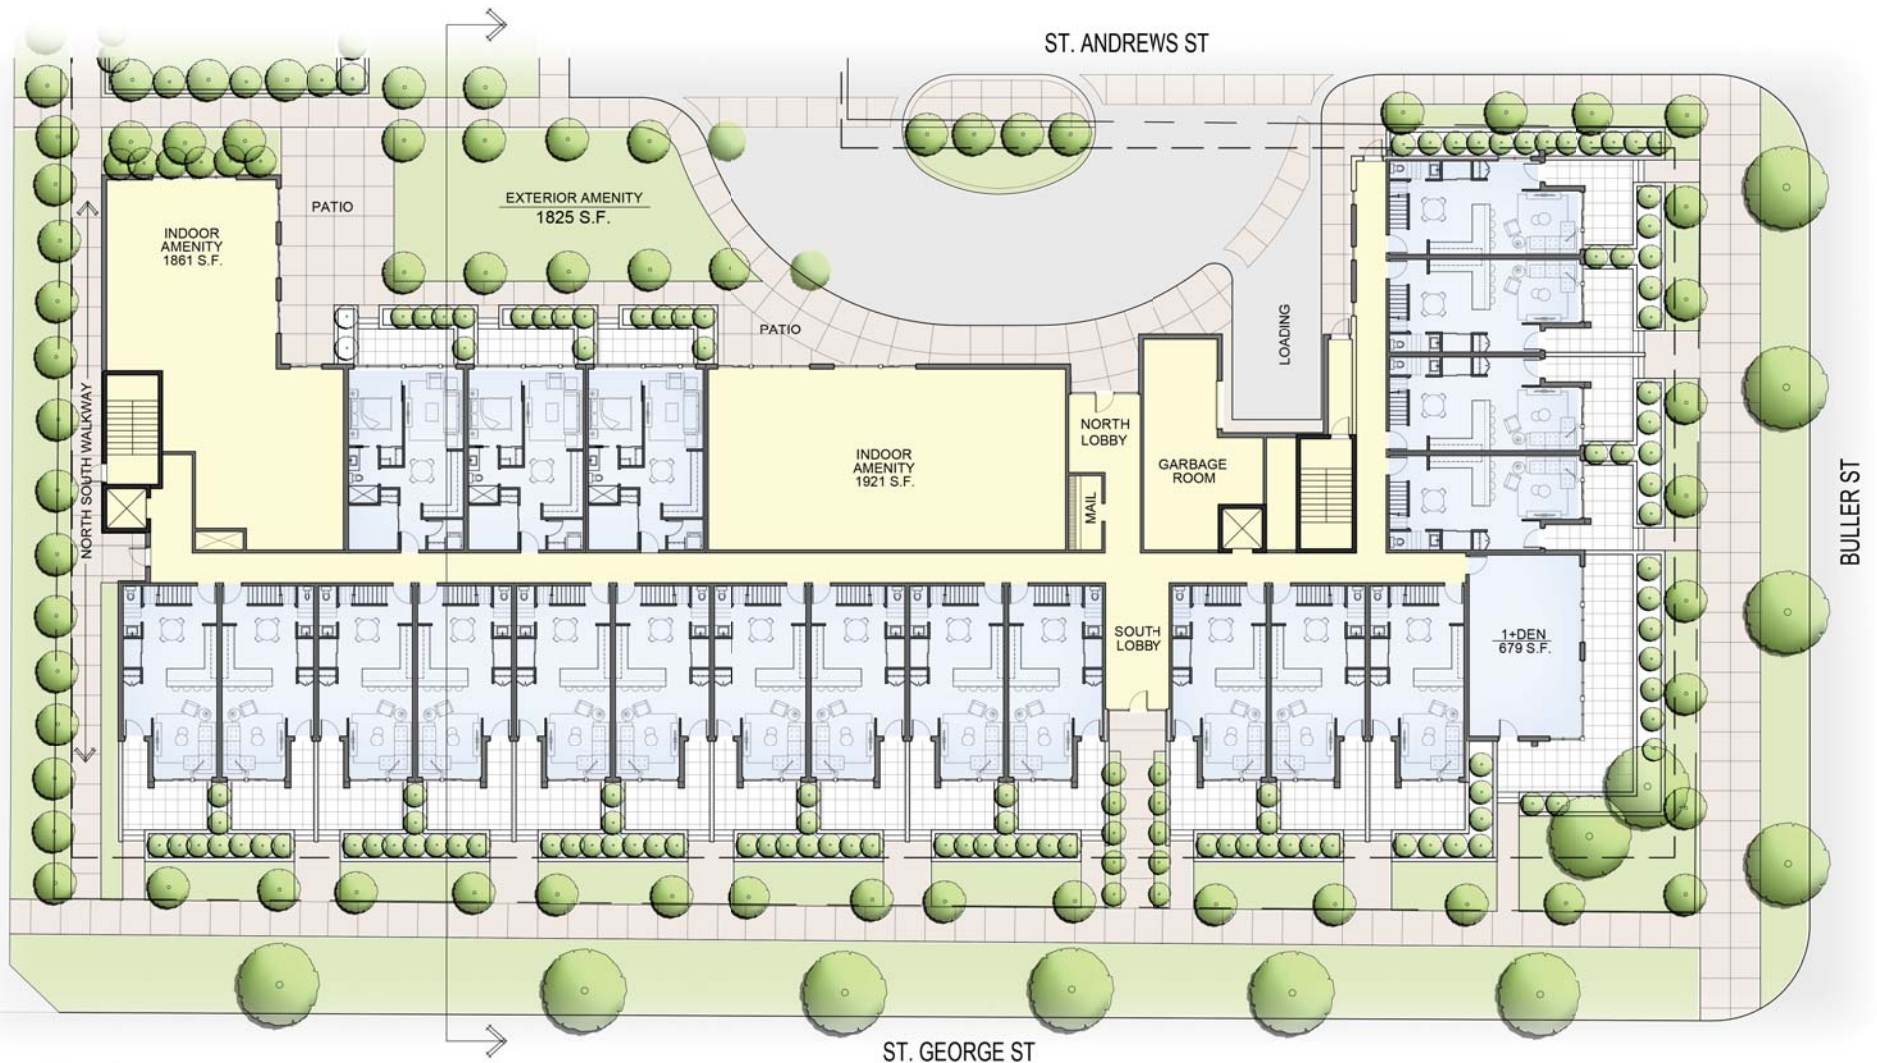 ST. ANDREWS ST
PATIO
EXTERIOR AMENITY
1825 S.F.
INDOOR
AMENITY
1861 S.F.
PATIO
LOADING
NORTH SOUTH WALKWAY
NORTH
LOBBY
INDOOR
AMENITY
1921 S.F.
GARBAGE
ROOM
MAIL
BULLER ST
SOUTH
LOBBY
1+DEN
679 S.F.
ST. GEORGE ST